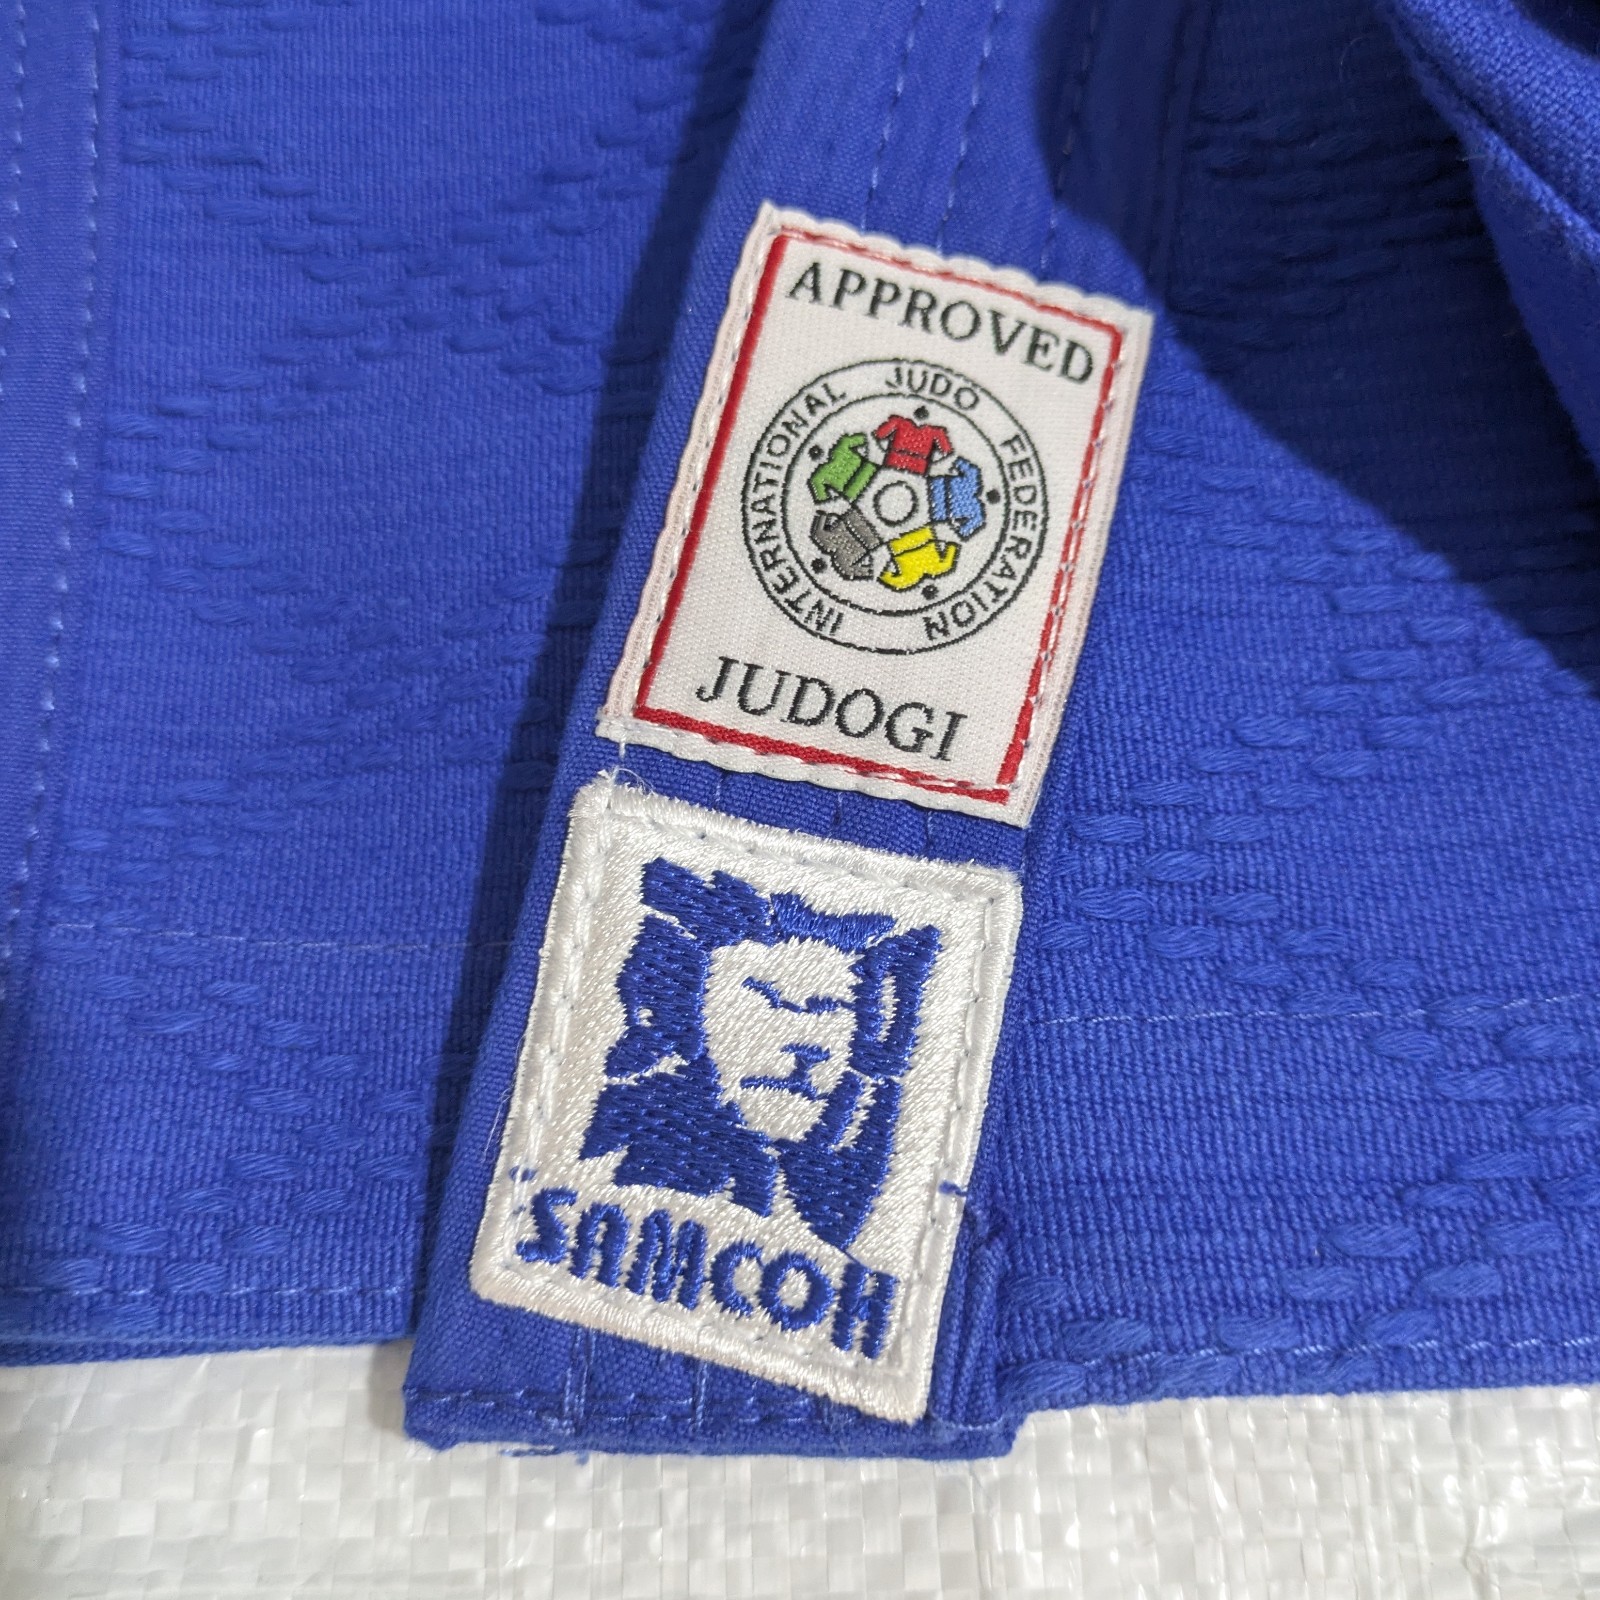 APPROVED
INTERNATIONAL JUDO FEDERATION
JUDOGI
SAMCOH